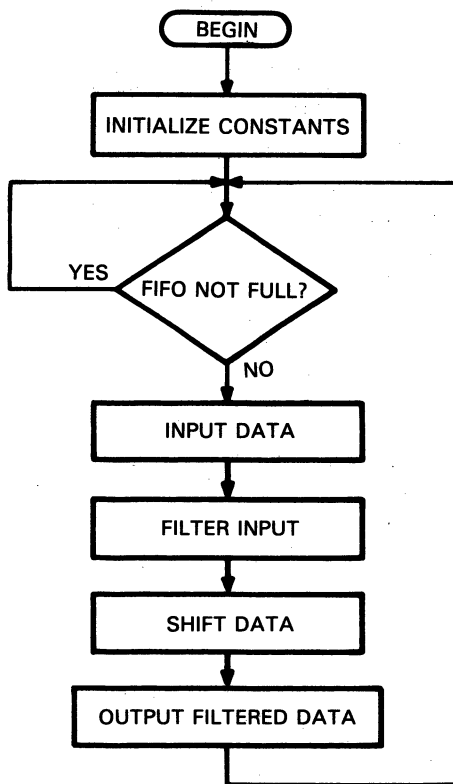 BEGIN
INITIALIZE CONSTANTS
YES
FIFO NOT FULL?
NO
INPUT DATA
FILTER INPUT
SHIFT DATA
OUTPUT FILTERED DATA